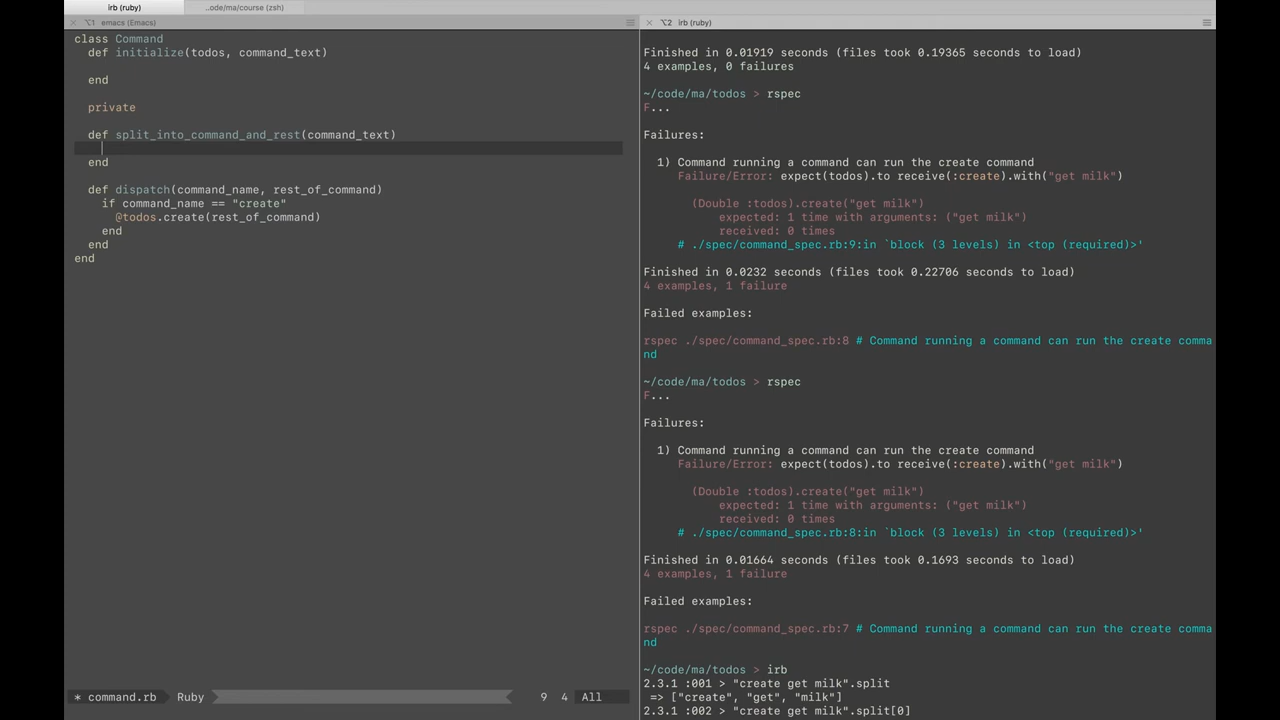 irb (ruby)
..ode/ma/course (zsh)
⌥1 emacs (Emacs)
class Command
  def initialize(todos, command_text)
  end
  private
  def split_into_command_and_rest(command_text)
  end
  def dispatch(command_name, rest_of_command)
    if command_name == "create"
      @todos.create(rest_of_command)
    end
  end
end
* command.rb
Ruby
9 4 All
⌥2 irb (ruby)
Finished in 0.01919 seconds (files took 0.19365 seconds to load)
4 examples, 0 failures
~/code/ma/todos > rspec
F...
Failures:
  1) Command running a command can run the create command
     Failure/Error: expect(todos).to receive(:create).with("get milk")
       (Double :todos).create("get milk")
           expected: 1 time with arguments: ("get milk")
           received: 0 times
     # ./spec/command_spec.rb:9:in `block (3 levels) in <top (required)>'
Finished in 0.0232 seconds (files took 0.22706 seconds to load)
4 examples, 1 failure
Failed examples:
rspec ./spec/command_spec.rb:8 # Command running a command can run the create comma
nd
~/code/ma/todos > rspec
F...
Failures:
  1) Command running a command can run the create command
     Failure/Error: expect(todos).to receive(:create).with("get milk")
       (Double :todos).create("get milk")
           expected: 1 time with arguments: ("get milk")
           received: 0 times
     # ./spec/command_spec.rb:8:in `block (3 levels) in <top (required)>'
Finished in 0.01664 seconds (files took 0.1693 seconds to load)
4 examples, 1 failure
Failed examples:
rspec ./spec/command_spec.rb:7 # Command running a command can run the create comma
nd
~/code/ma/todos > irb
2.3.1 :001 > "create get milk".split
 => ["create", "get", "milk"]
2.3.1 :002 > "create get milk".split[0]